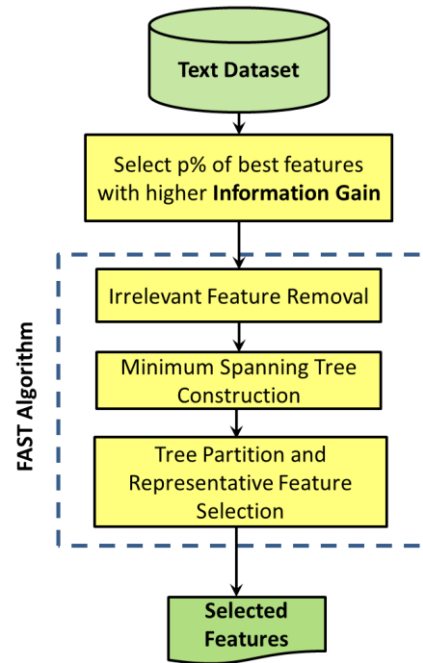 Text Dataset
Select p% of best features
with higher Information Gain
FAST Algorithm
Irrelevant Feature Removal
Minimum Spanning Tree
Construction
Tree Partition and
Representative Feature
Selection
Selected
Features